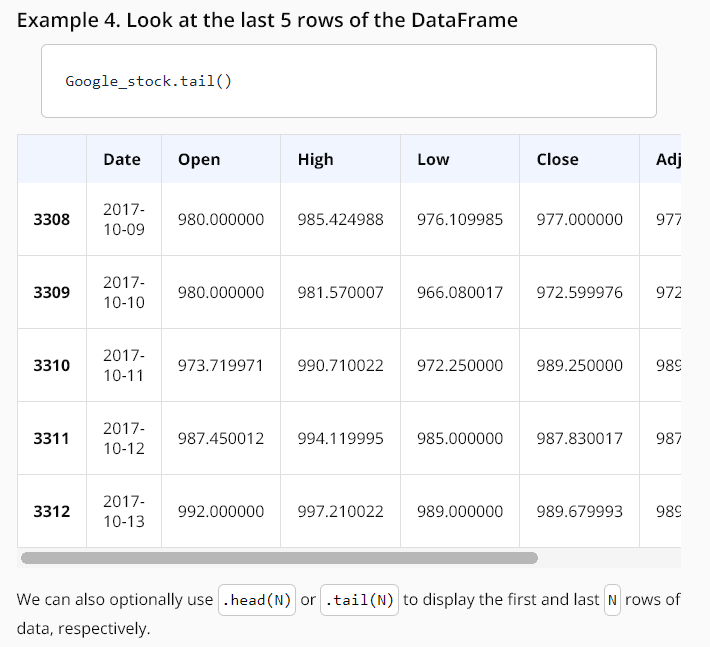 Example 4. Look at the last 5 rows of the DataFrame
Google_stock.tail()
Date Open High Low Close Adj
3308 2017-10-09 980.000000 985.424988 976.109985 977.000000 977
3309 2017-10-10 980.000000 981.570007 966.080017 972.599976 972
3310 2017-10-11 973.719971 990.710022 972.250000 989.250000 989
3311 2017-10-12 987.450012 994.119995 985.000000 987.830017 987
3312 2017-10-13 992.000000 997.210022 989.000000 989.679993 989
We can also optionally use .head(N) or .tail(N) to display the first and last N rows of
data, respectively.